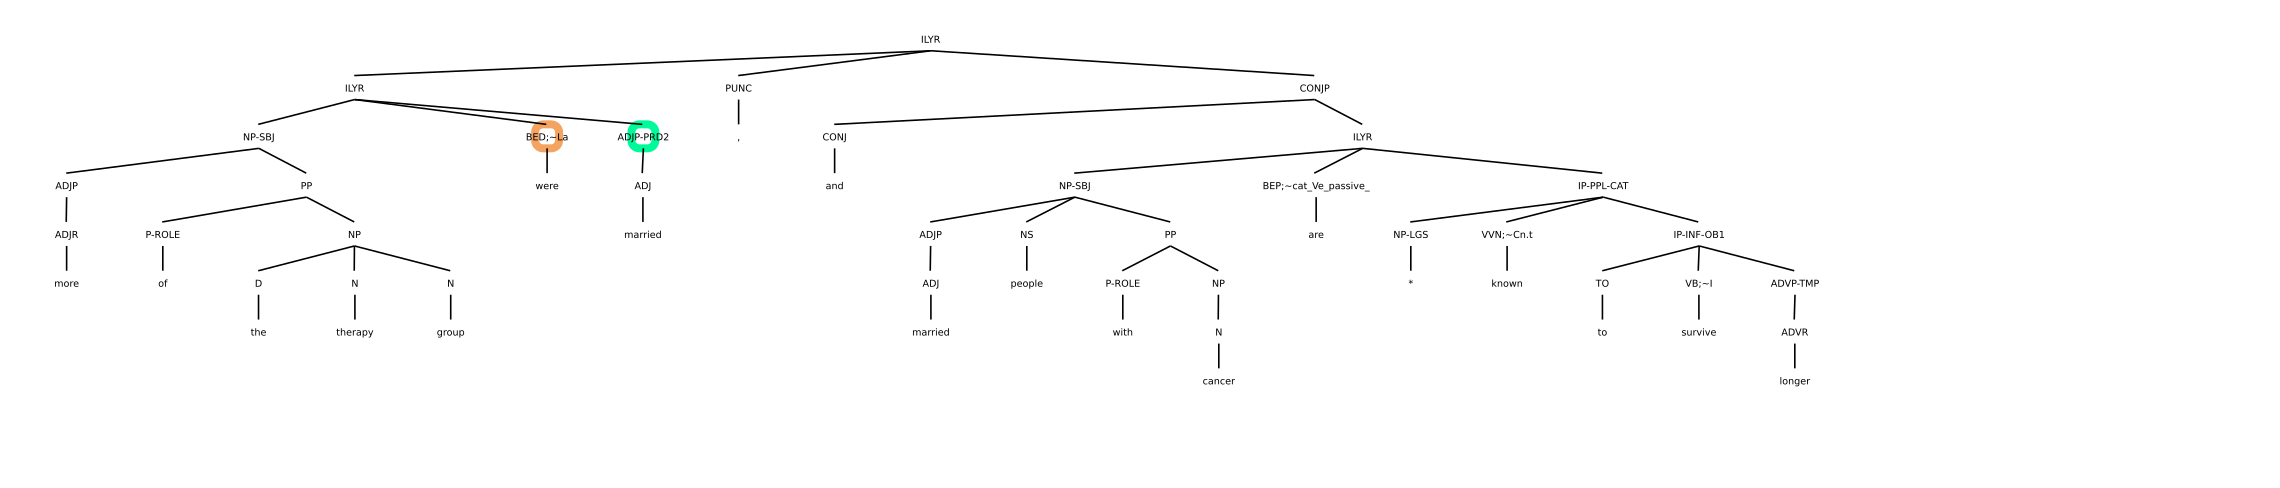 ILYR
ILYR PUNC CONJP
NP-SBJ BED;~La ADJP-PRD2 , CONJ ILYR
ADJP PP were ADJ and NP-SBJ BEP;~cat_Ve_passive_ IP-PPL-CAT
ADJR P-ROLE NP married ADJP NS PP are NP-LGS VVN;~Cn.t IP-INF-OB1
more of D N N ADJ people P-ROLE NP * known TO VB;~I ADVP-TMP
the therapy group married with N to survive ADVR
cancer longer